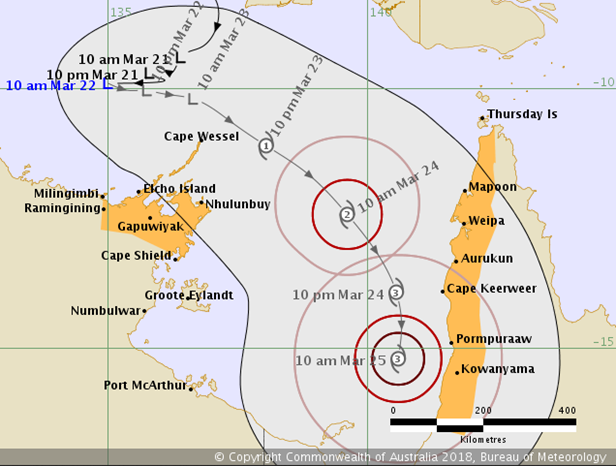 135
140
10 am Mar 21
10 pm Mar 21
10 am Mar 22
10 pm Mar 22
10 am Mar 23
10 pm Mar 23
-10
Thursday Is
Cape Wessel
1
10 am Mar 24
2
Elcho Island
Milingimbi
Ramingining
Nhulunbuy
Gapuwiyak
Mapoon
Weipa
Cape Shield
Aurukun
Groote Eylandt
10 pm Mar 24
3
Cape Keerweer
Numbulwar
Pormpuraaw
-15
10 am Mar 25
3
Kowanyama
Port McArthur
0 200 400
Kilometres
© Copyright Commonwealth of Australia 2018, Bureau of Meteorology